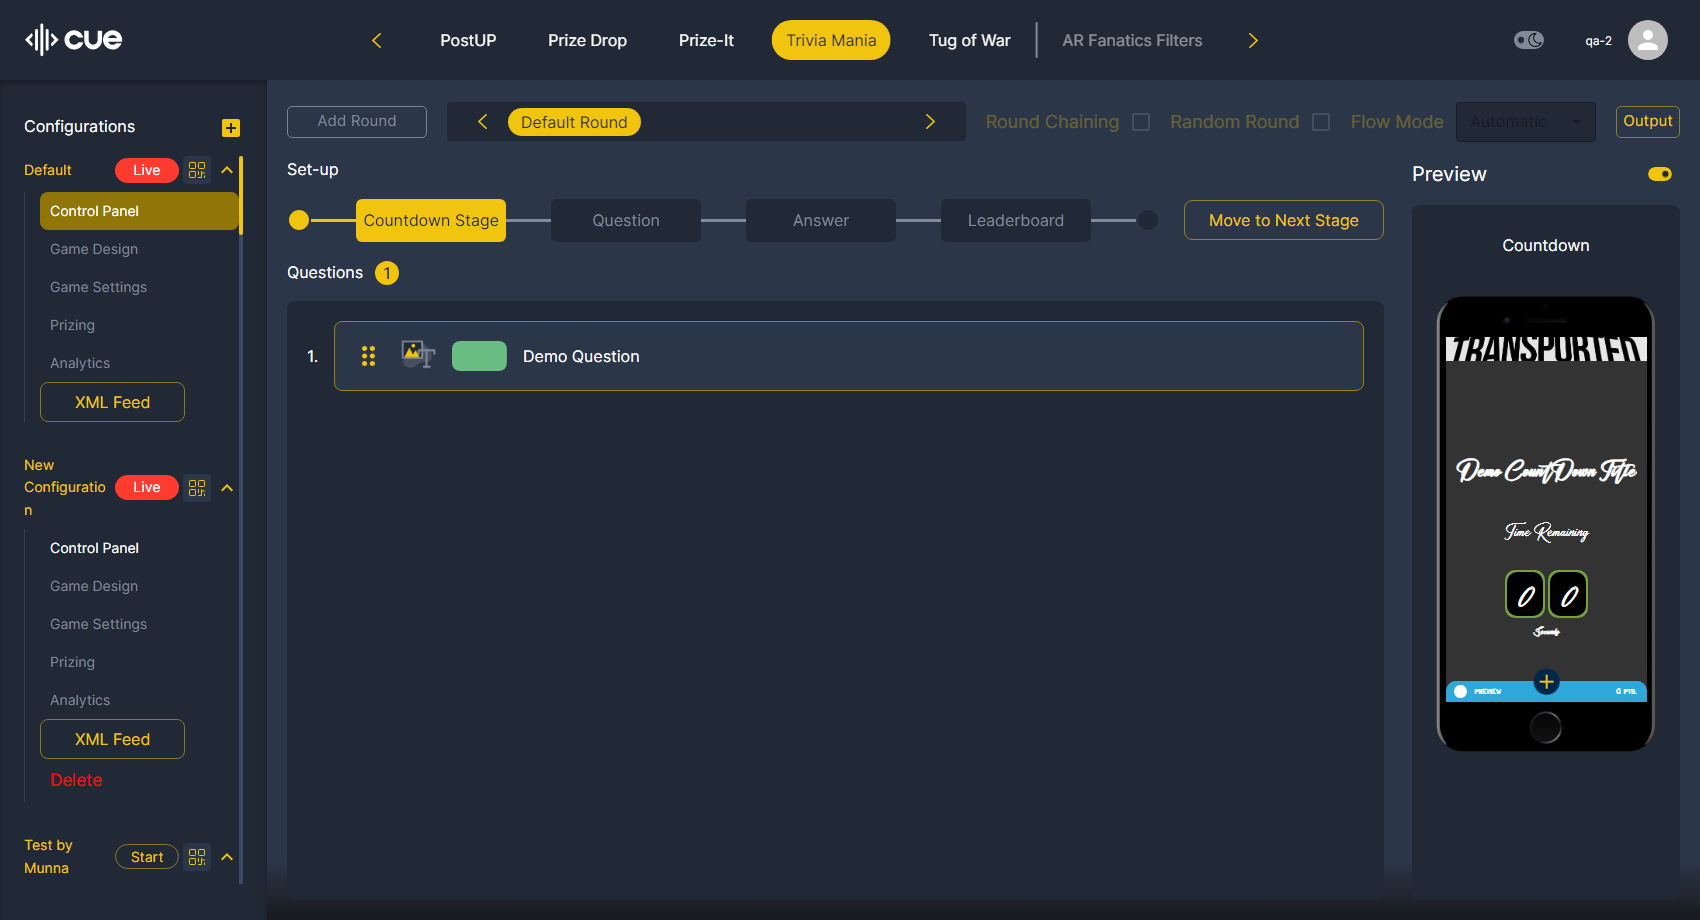 cue
PostUP
Prize Drop
Prize-It
Trivia Mania
Tug of War
AR Fanatics Filters
qa-2
Configurations
Default
Live
Control Panel
Game Design
Game Settings
Prizing
Analytics
XML Feed
New
Configuratio
n
Live
Control Panel
Game Design
Game Settings
Prizing
Analytics
XML Feed
Delete
Test by
Munna
Start
Add Round
Default Round
Round Chaining
Random Round
Flow Mode
Automatic
Output
Set-up
Countdown Stage
Question
Answer
Leaderboard
Move to Next Stage
Questions 1
1.
Demo Question
Preview
Countdown
TRANSPORTED
Demo CountDown Title
Time Remaining
0 0
Seconds
PREVIEW
0 PTS.